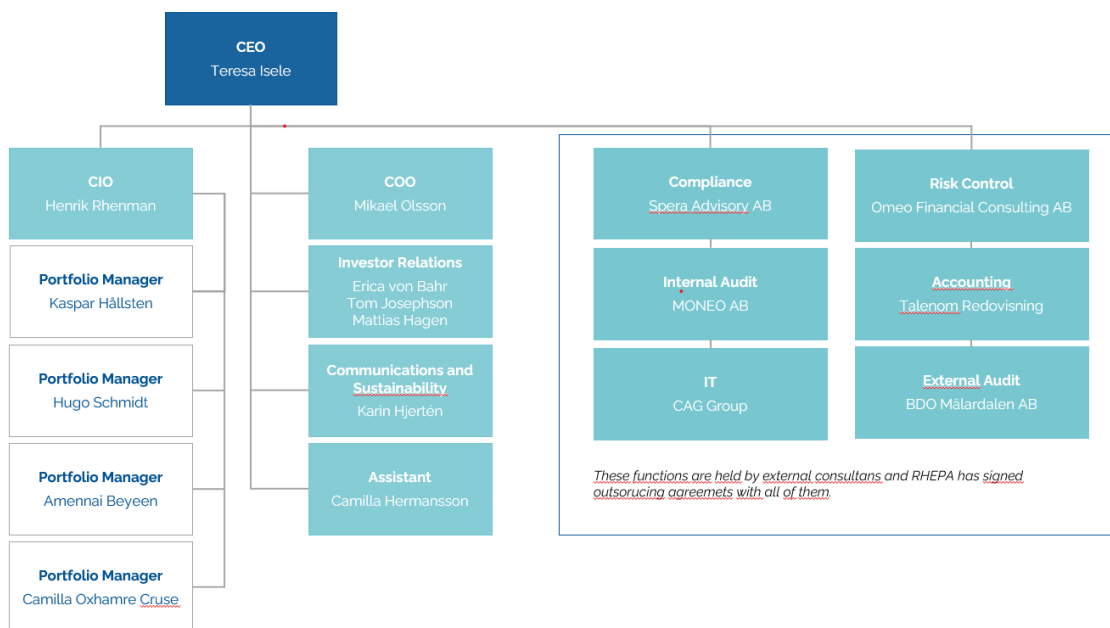 CEO
Teresa Isele
CIO
Henrik Rhenman
Portfolio Manager
Kaspar Hållsten
Portfolio Manager
Hugo Schmidt
Portfolio Manager
Amennai Beyeen
Portfolio Manager
Camilla Oxhamre Cruse
COO
Mikael Olsson
Investor Relations
Erica von Bahr
Tom Josephson
Mattias Hagen
Communications and
Sustainability
Karin Hjertén
Assistant
Camilla Hermansson
Compliance
Spera Advisory AB
Internal Audit
MONEO AB
IT
CAG Group
Risk Control
Omeo Financial Consulting AB
Accounting
Talenom Redovisning
External Audit
BDO Mälardalen AB
These functions are held by external consultans and RHEPA has signed
outsorucing agreemets with all of them.